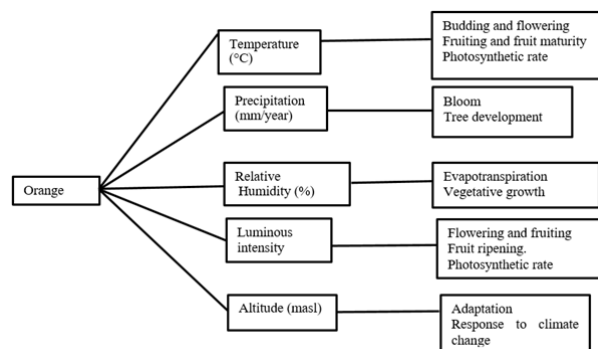 Orange
Temperature
(°C)
Budding and flowering
Fruiting and fruit maturity
Photosynthetic rate
Precipitation
(mm/year)
Bloom
Tree development
Relative
Humidity (%)
Evapotranspiration
Vegetative growth
Luminous
intensity
Flowering and fruiting
Fruit ripening.
Photosynthetic rate
Altitude (masl)
Adaptation
Response to climate
change